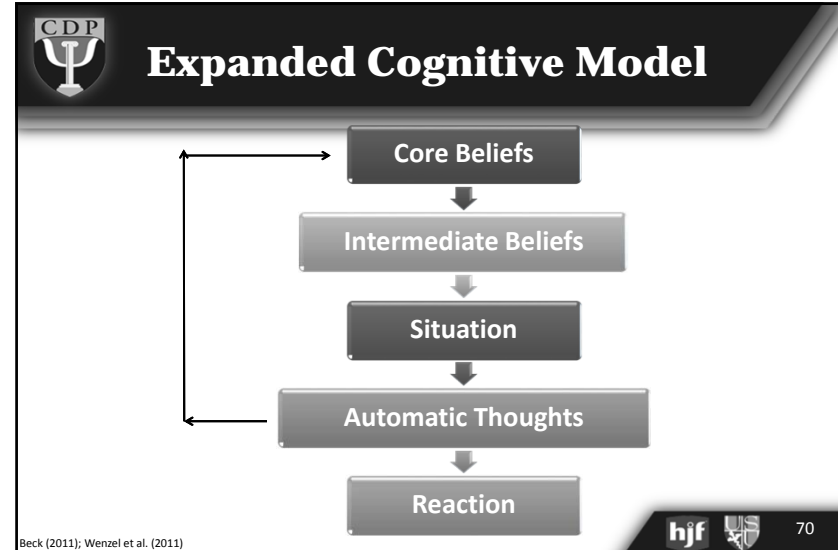 CDP
Expanded Cognitive Model
Core Beliefs
Intermediate Beliefs
Situation
Automatic Thoughts
Reaction
Beck (2011); Wenzel et al. (2011)
hjf
70